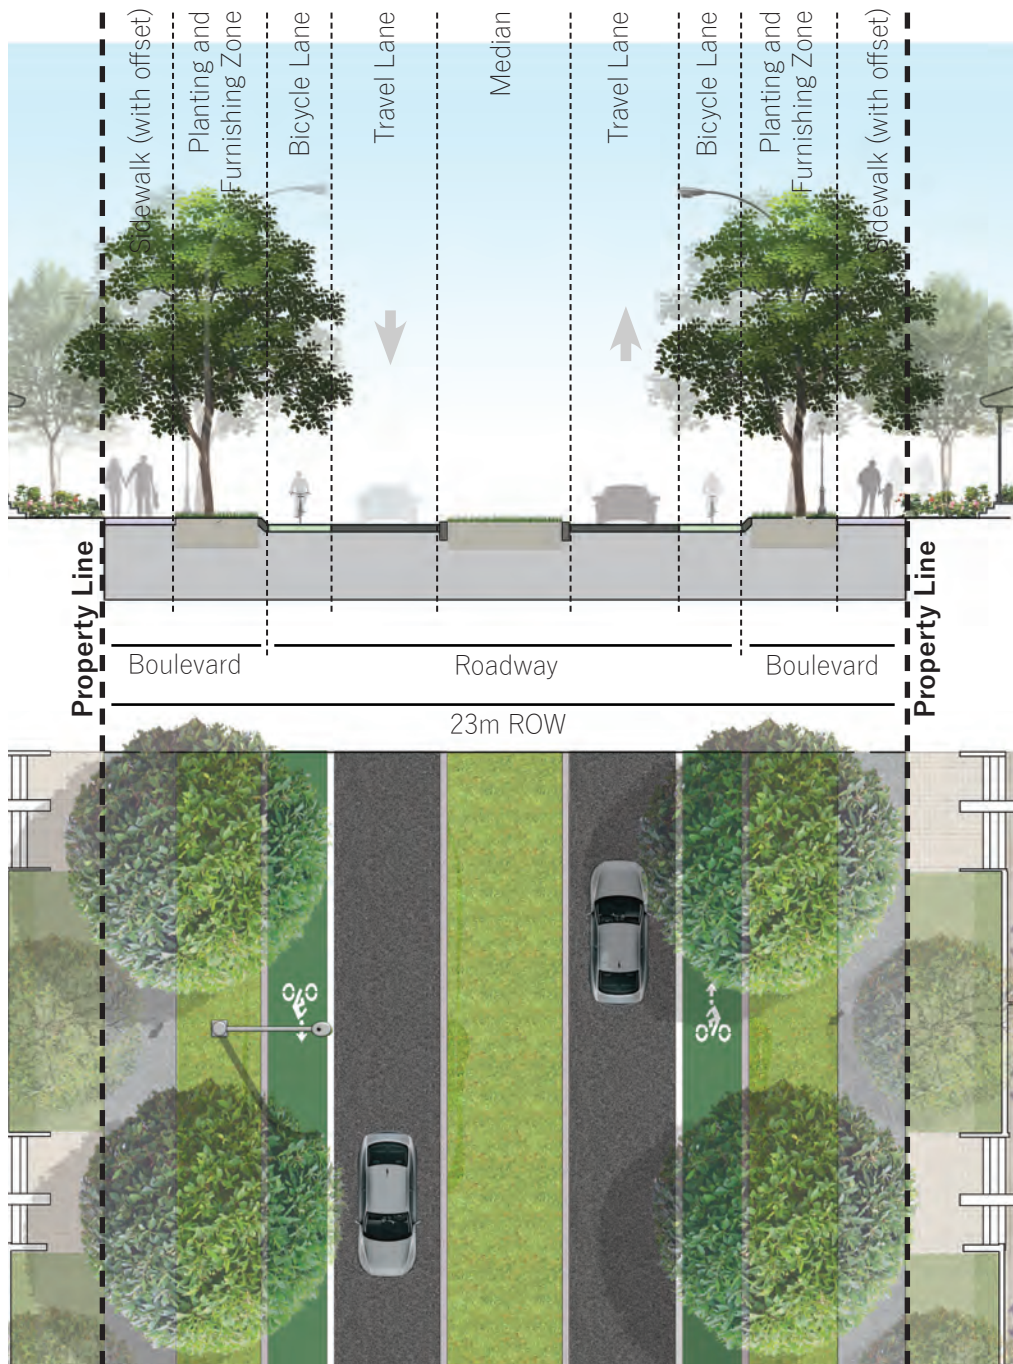 Sidewalk (with offset)
Planting and
Furnishing Zone
Bicycle Lane
Travel Lane
Median
Travel Lane
Bicycle Lane
Planting and
Furnishing Zone
Sidewalk (with offset)
Property Line
Property Line
Boulevard
Roadway
Boulevard
23m ROW